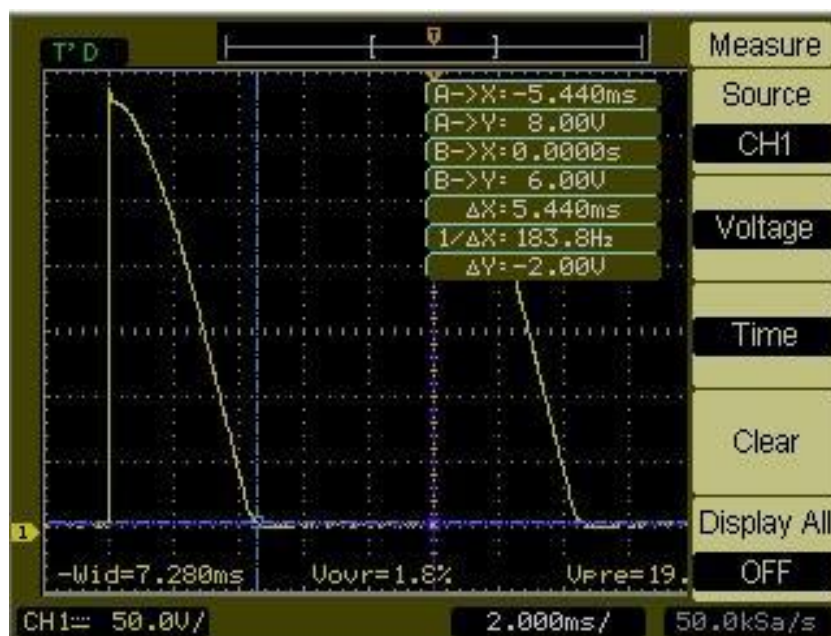 T'D
T
Measure
Source
CH1
Voltage
Time
Clear
Display All
OFF
A->X:-5.440ms
A->Y: 8.00V
B->X:0.0000s
B->Y: 6.00V
ΔX:5.440ms
1/ΔX:183.8Hz
ΔY:-2.00V
1
-Wid=7.280ms Vovr=1.8% Vpre=19.
CH1 50.0V/ 2.000ms/ 50.0kSa/s